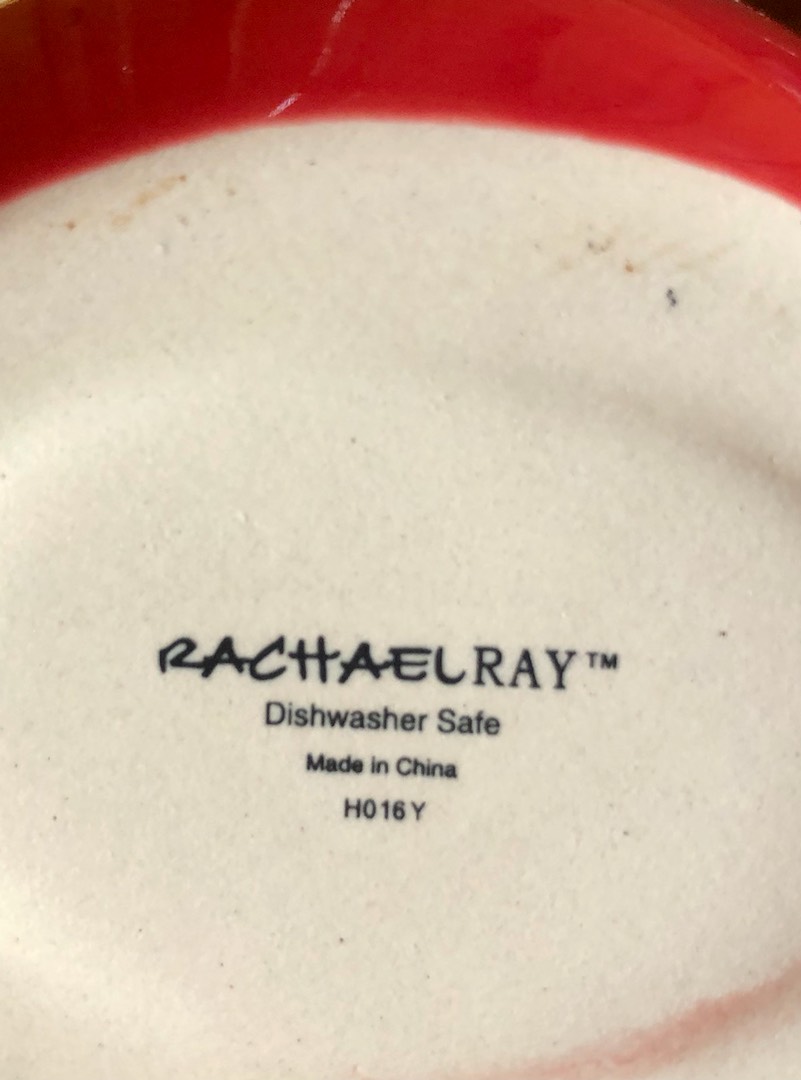 RACHAELRAY™
Dishwasher Safe
Made in China
H016Y